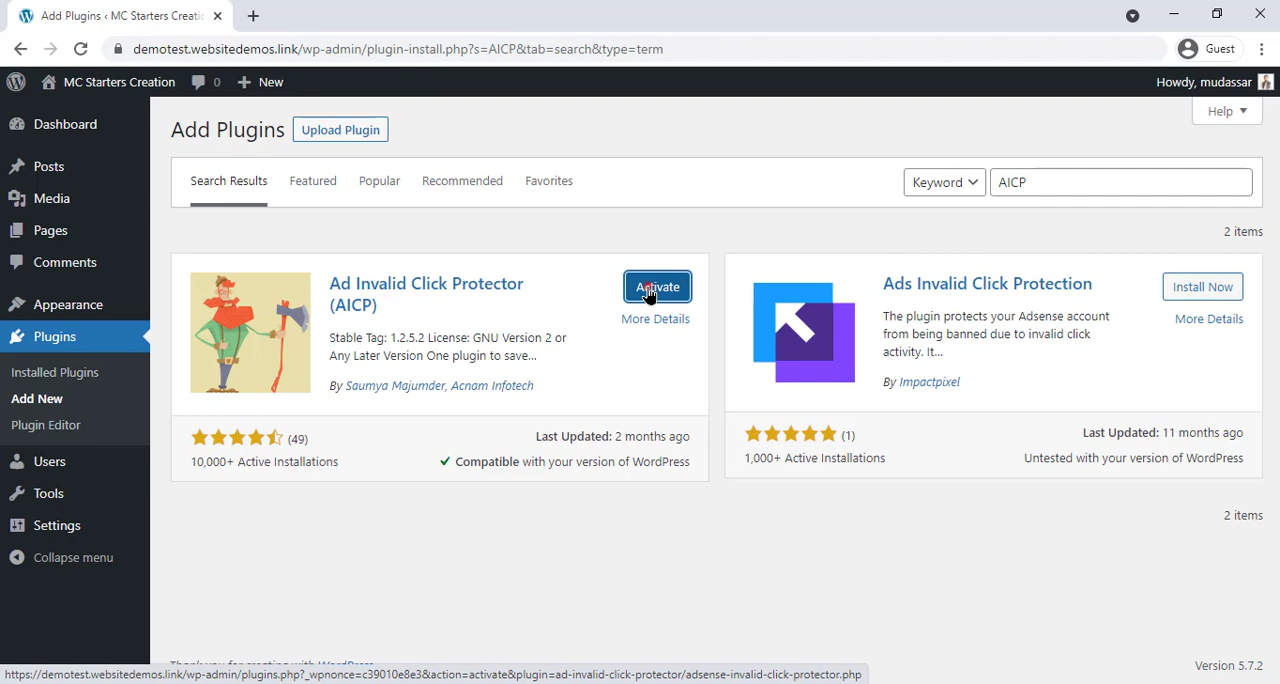 Add Plugins ‹ MC Starters Creatic
demotest.websitedemos.link/wp-admin/plugin-install.php?s=AICP&tab=search&type=term
Guest
MC Starters Creation
0
New
Howdy, mudassar
Dashboard
Posts
Media
Pages
Comments
Appearance
Plugins
Installed Plugins
Add New
Plugin Editor
Users
Tools
Settings
Collapse menu
Help
Add Plugins
Upload Plugin
Search Results
Featured
Popular
Recommended
Favorites
Keyword
AICP
2 items
Ad Invalid Click Protector
(AICP)
Stable Tag: 1.2.5.2 License: GNU Version 2 or
Any Later Version One plugin to save...
By Saumya Majumder, Acnam Infotech
Activate
More Details
(49)
10,000+ Active Installations
Last Updated: 2 months ago
Compatible with your version of WordPress
Ads Invalid Click Protection
The plugin protects your Adsense account
from being banned due to invalid click
activity. It...
By Impactpixel
Install Now
More Details
(1)
1,000+ Active Installations
Last Updated: 11 months ago
Untested with your version of WordPress
2 items
Thank you for creating with WordPress
Version 5.7.2
https://demotest.websitedemos.link/wp-admin/plugins.php?_wpnonce=c39010e8e3&action=activate&plugin=ad-invalid-click-protector/adsense-invalid-click-protector.php